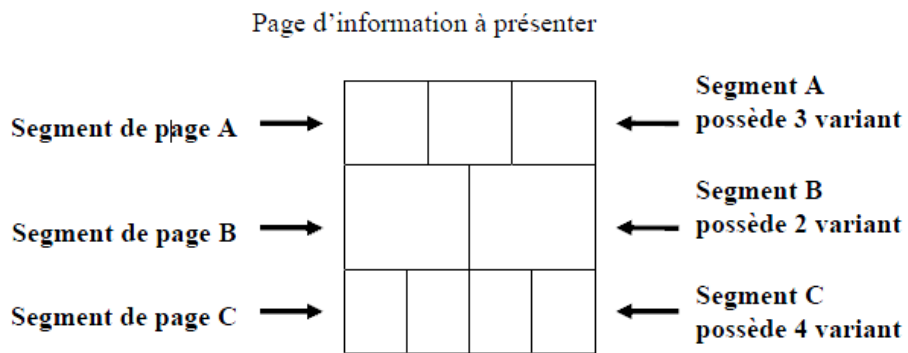 Page d’information à présenter
Segment de page A
Segment A
possède 3 variant
Segment de page B
Segment B
possède 2 variant
Segment de page C
Segment C
possède 4 variant